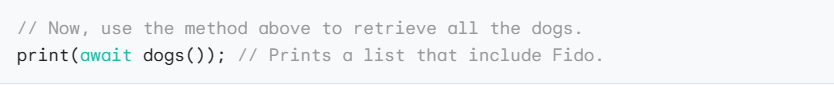 // Now, use the method above to retrieve all the dogs.
print(await dogs()); // Prints a list that include Fido.